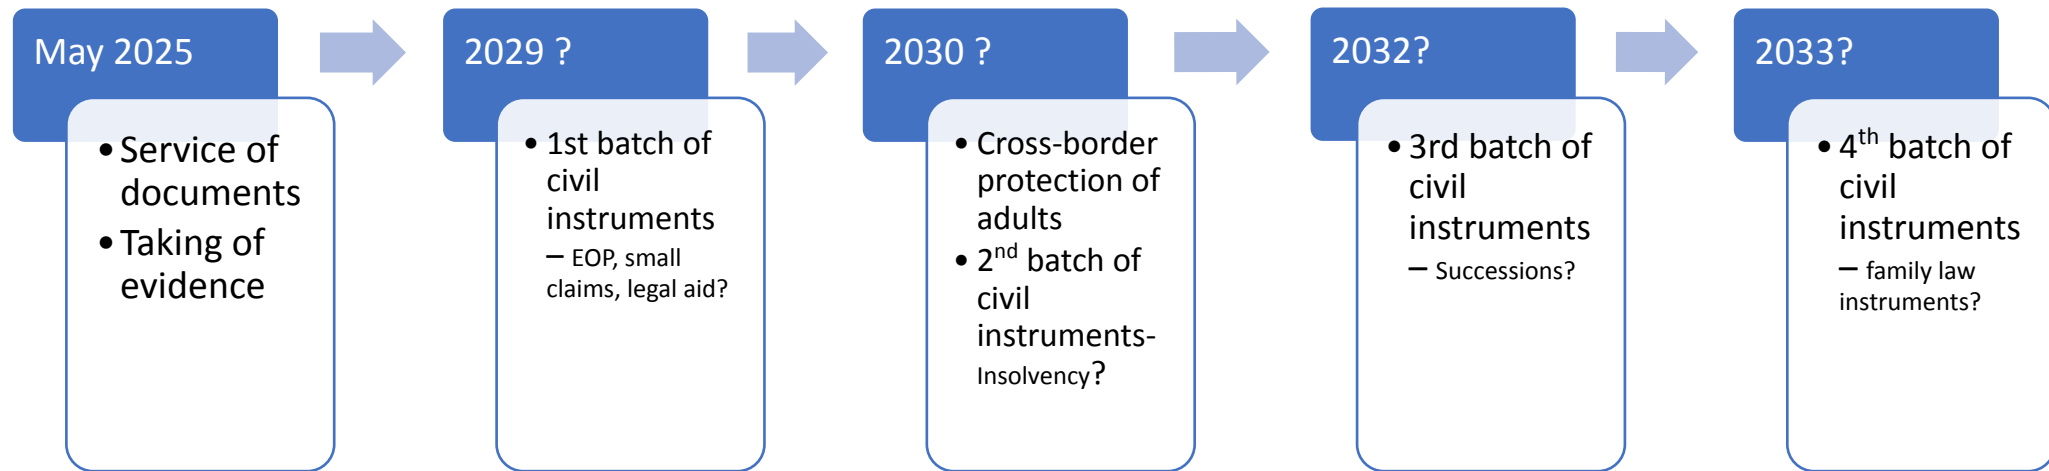 May 2025
• Service of
documents
• Taking of
evidence
2029 ?
• 1st batch of
civil
instruments
– EOP, small
claims, legal aid?
2030 ?
• Cross-border
protection of
adults
• 2nd batch of
civil
instruments-
Insolvency?
2032?
• 3rd batch of
civil
instruments
– Successions?
2033?
• 4th batch of
civil
instruments
– family law
instruments?